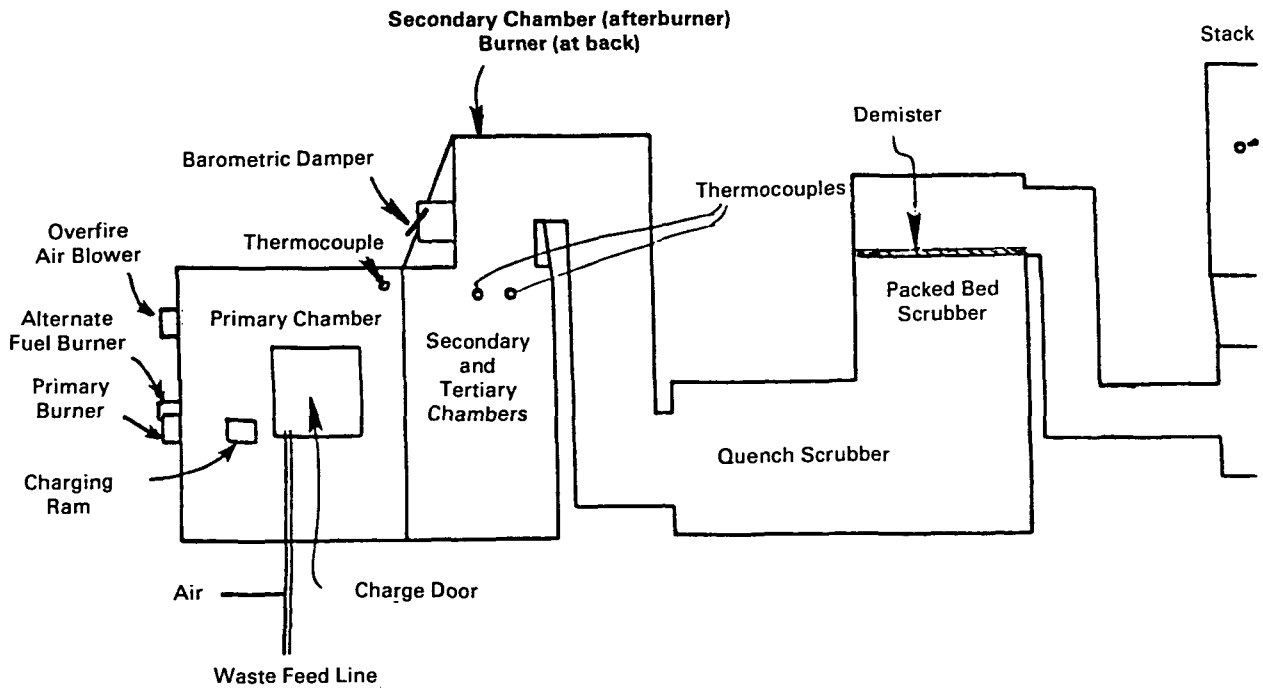 Secondary Chamber (afterburner)
Burner (at back)
Stack
Demister
Barometric Damper
Thermocouples
Overfire
Air Blower
Thermocouple
Packed Bed
Scrubber
Alternate
Fuel Burner
Primary Chamber
Secondary
and
Tertiary
Chambers
Primary
Burner
Quench Scrubber
Charging
Ram
Air
Charge Door
Waste Feed Line